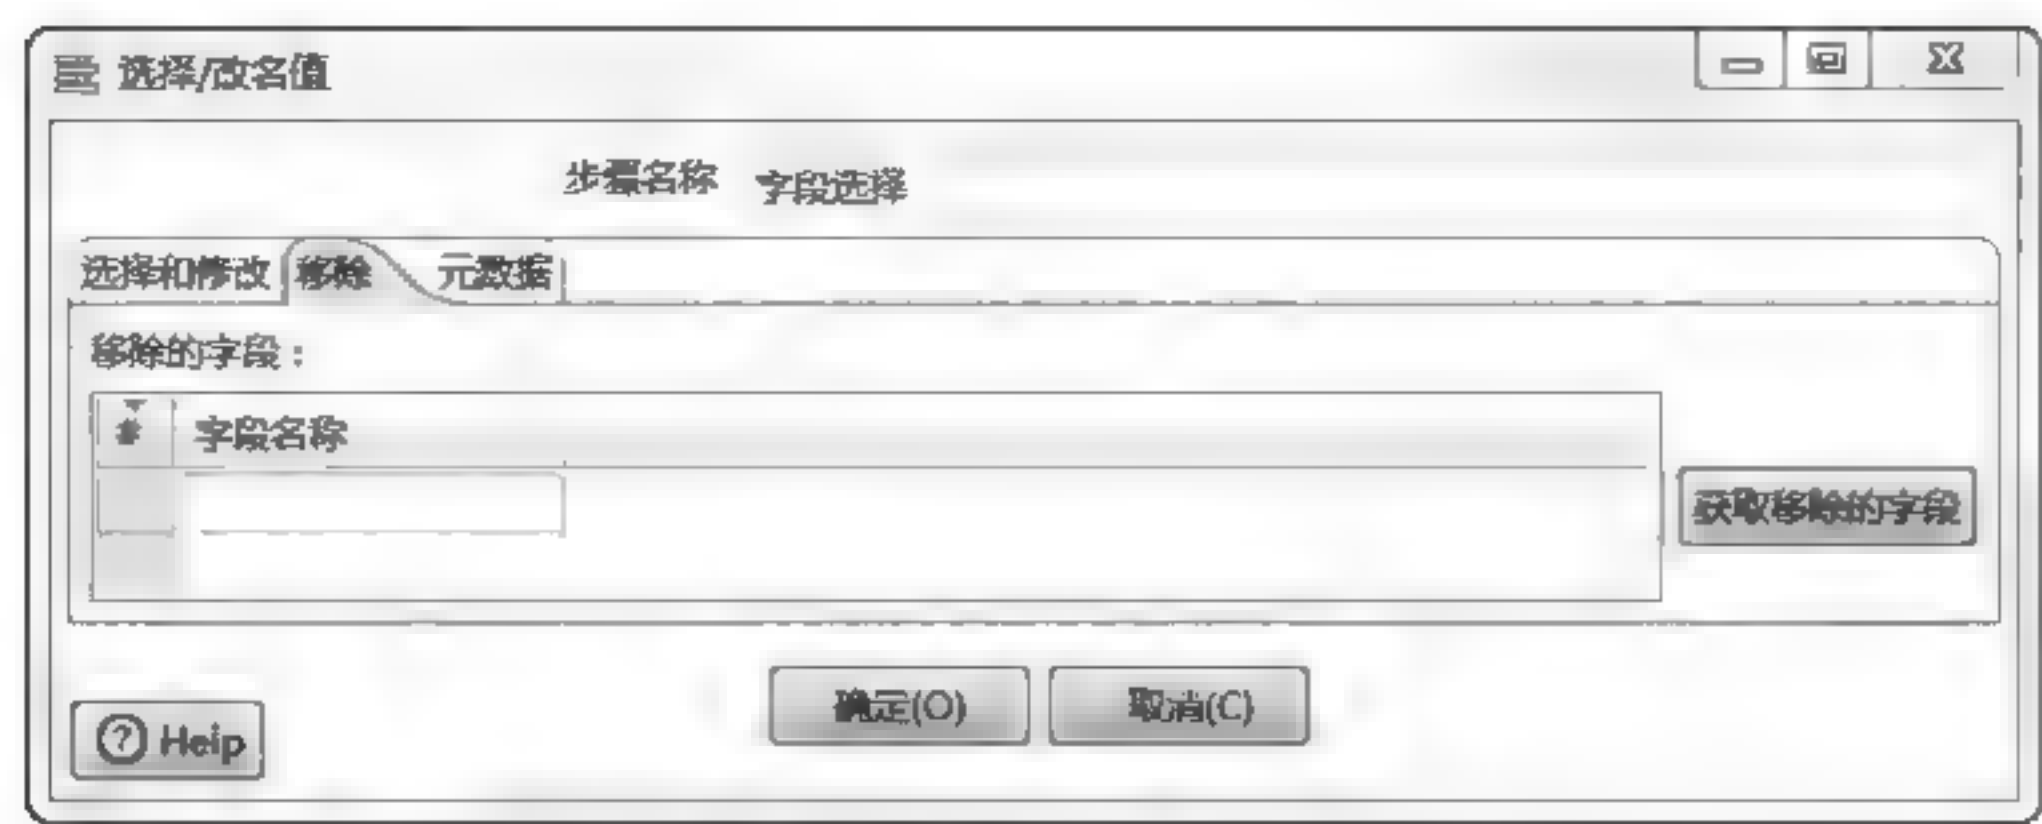 选择/改名值
步骤名称 字段选择
选择和修改 移除 元数据
移除的字段：
# 字段名称
获取移除的字段
确定(O) 取消(C)
Help